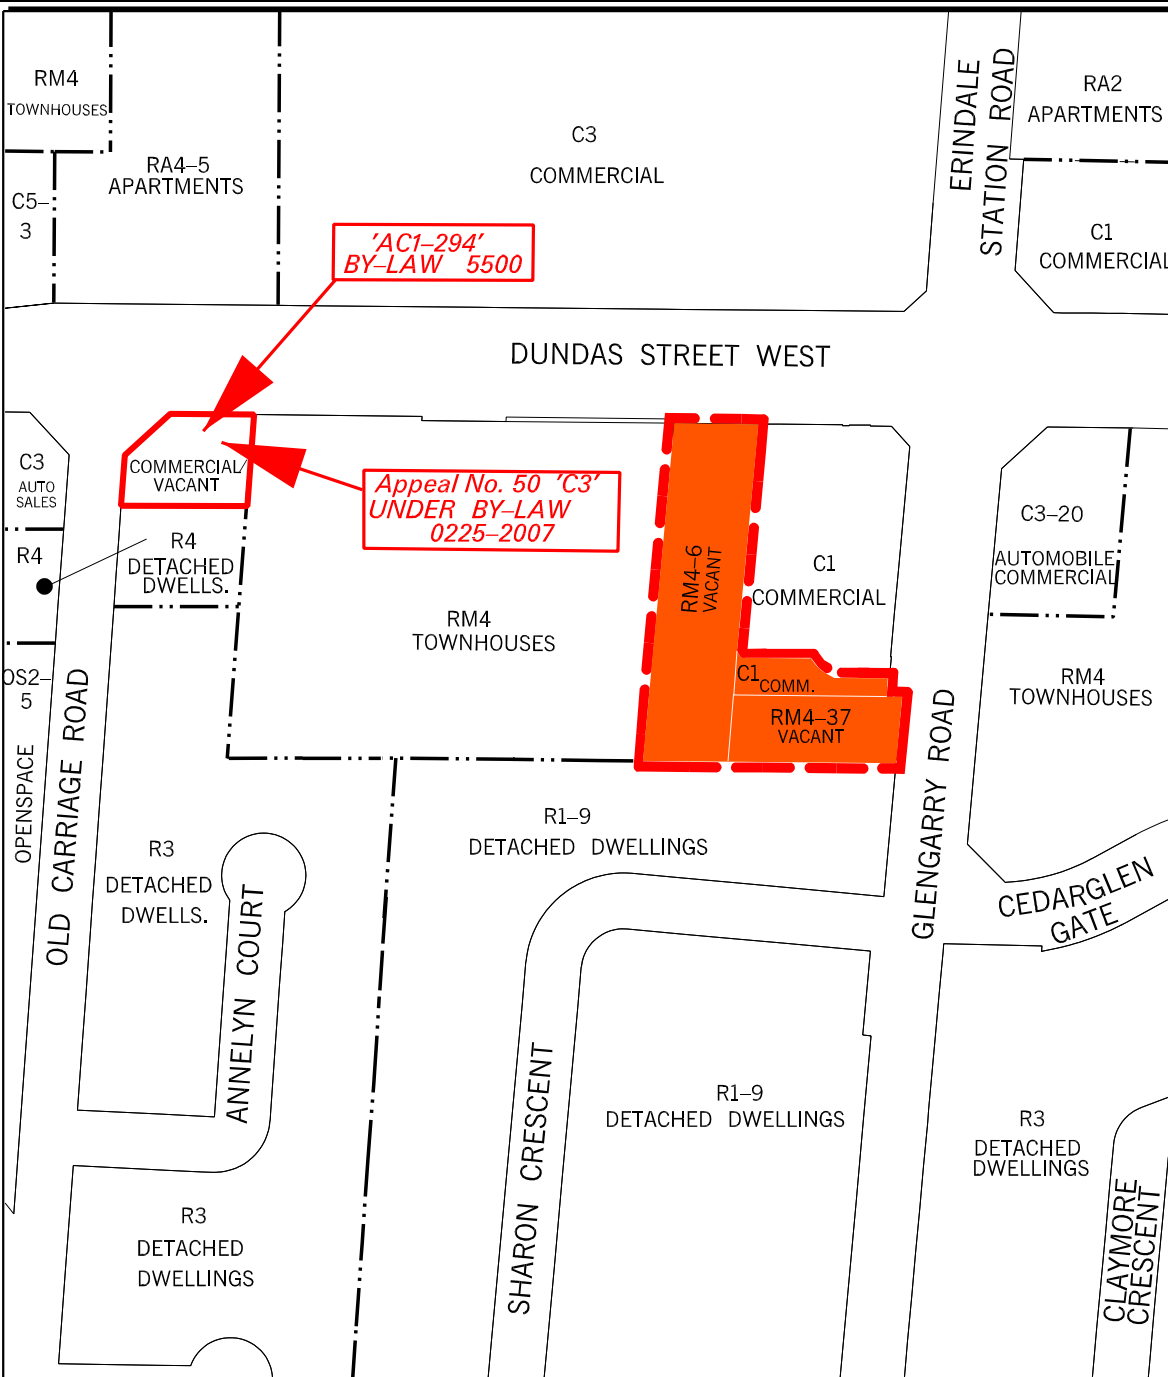 RM4
TOWNHOUSES
RA4–5
APARTMENTS
C5–
3
C3
COMMERCIAL
ERINDALE
STATION ROAD
RA2
APARTMENTS
C1
COMMERCIAL
'AC1–294'
BY–LAW 5500
DUNDAS STREET WEST
C3
AUTO
SALES
COMMERCIAL/
VACANT
Appeal No. 50 'C3'
UNDER BY–LAW
0225–2007
R4
R4
DETACHED
DWELLS.
RM4
TOWNHOUSES
RM4–6
VACANT
C1
COMMERCIAL
C3–20
AUTOMOBILE
COMMERCIAL
C1
COMM.
RM4–37
VACANT
RM4
TOWNHOUSES
OS2–
5
OPENSPACE
OLD CARRIAGE ROAD
R3
DETACHED
DWELLS.
ANNELYN COURT
R1–9
DETACHED DWELLINGS
GLENGARRY ROAD
CEDARGLEN
GATE
SHARON CRESCENT
R1–9
DETACHED DWELLINGS
R3
DETACHED
DWELLINGS
CLAYMORE
CRESCENT
R3
DETACHED
DWELLINGS